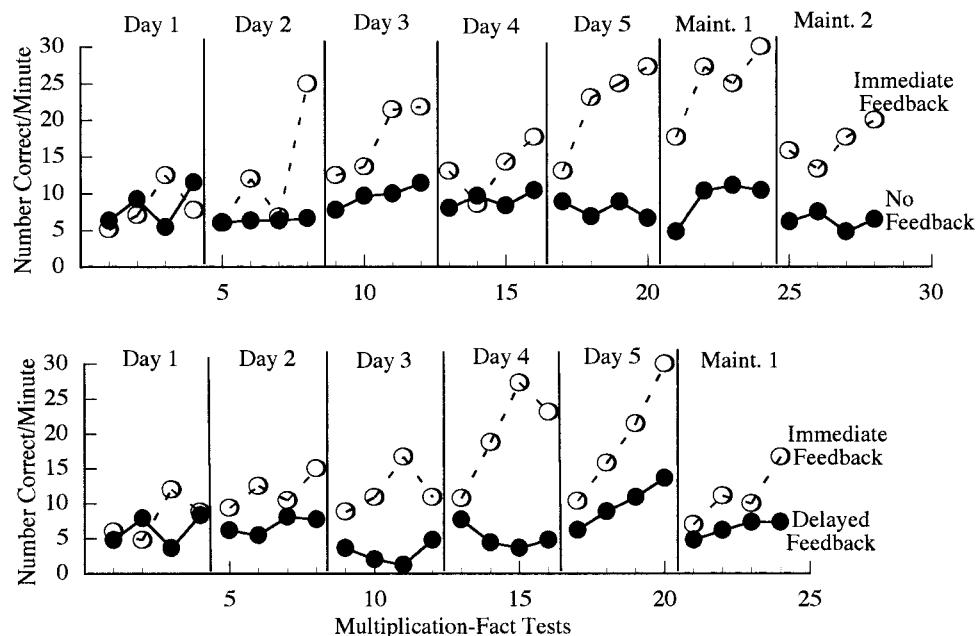 Day 1 Day 2 Day 3 Day 4 Day 5 Maint. 1 Maint. 2
30
25
20
15
10
5
0
Number Correct/Minute
Immediate
Feedback
No
Feedback
5 10 15 20 25 30
Day 1 Day 2 Day 3 Day 4 Day 5 Maint. 1
30
25
20
15
10
5
0
Number Correct/Minute
Immediate
Feedback
Delayed
Feedback
5 10 15 20 25
Multiplication-Fact Tests